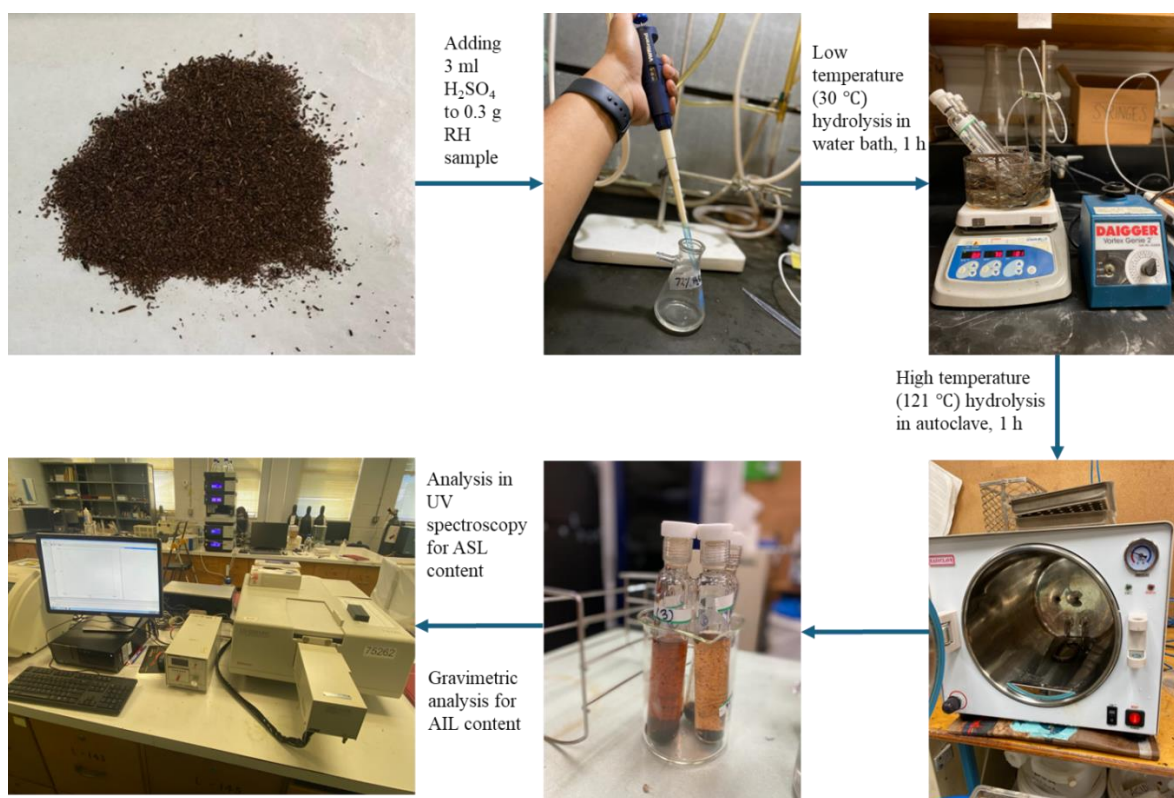 Adding
3 ml
H₂SO₄
to 0.3 g
RH
sample
Low
temperature
(30 °C)
hydrolysis in
water bath, 1 h
SYRINGES
DAIGGER
Vortex Genie 2
High temperature
(121 °C) hydrolysis
in autoclave, 1 h
Analysis in
UV
spectroscopy
for ASL
content
Gravimetric
analysis for
AIL content
(3)
75262